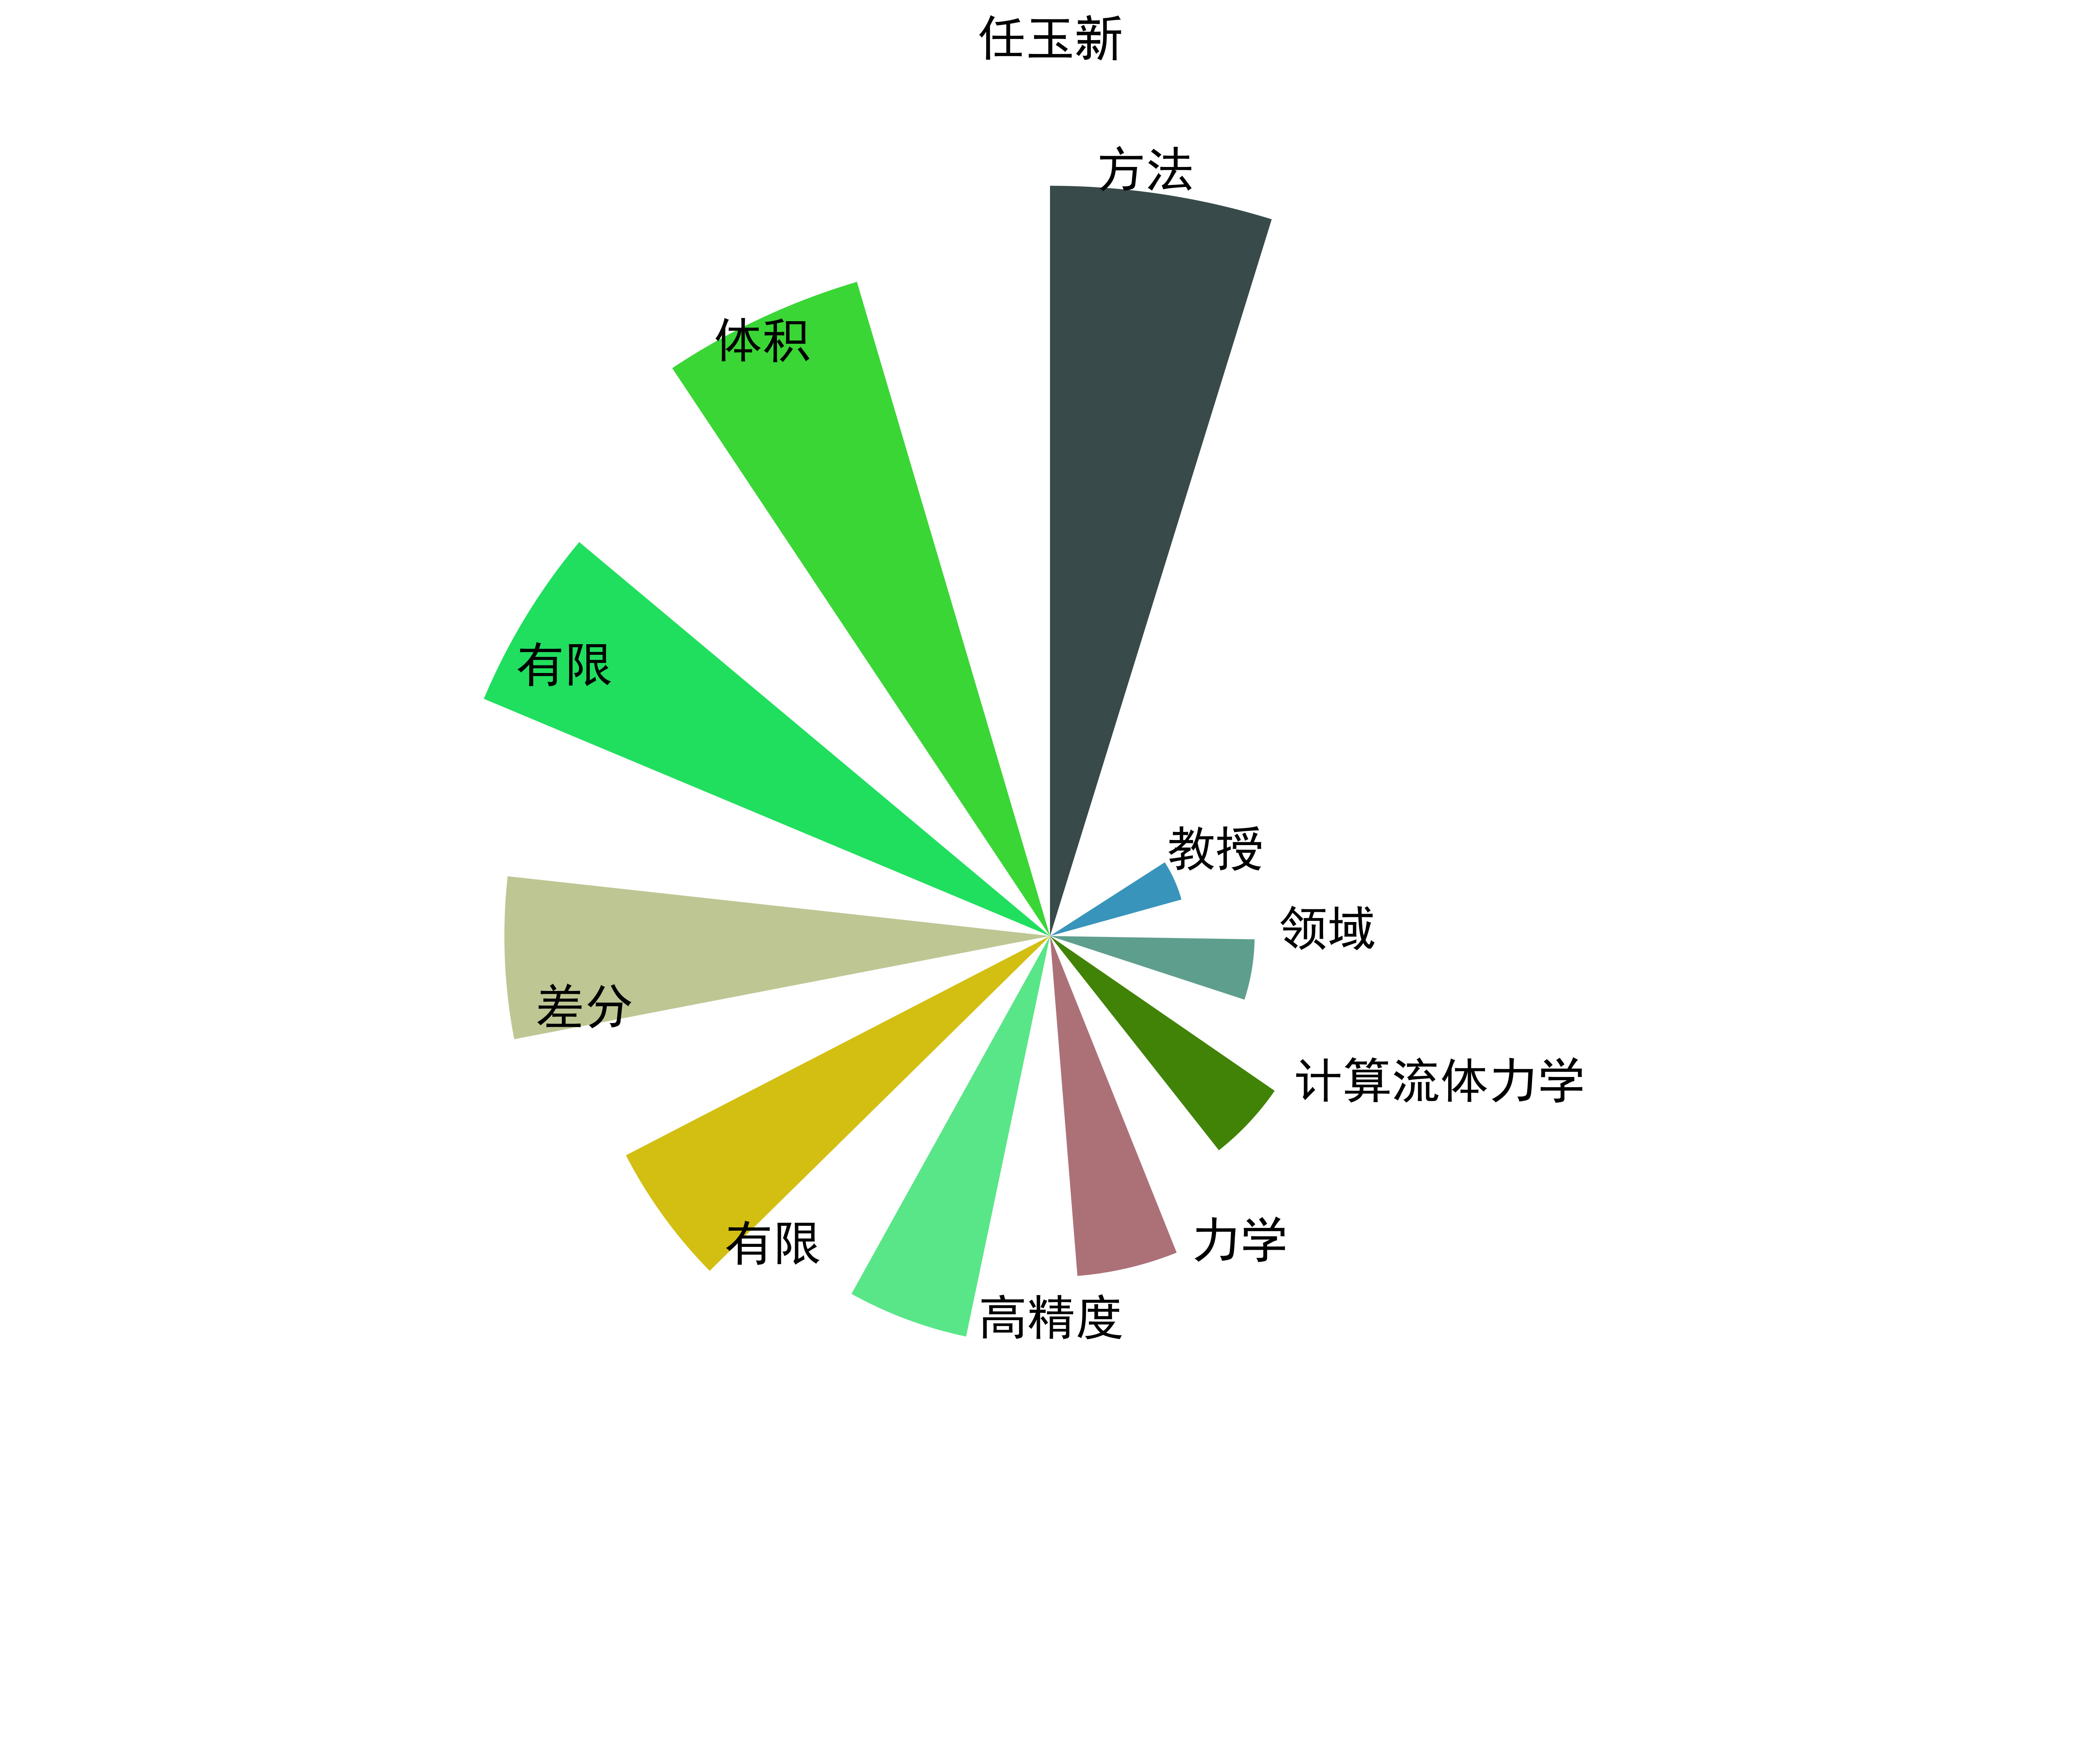 任玉新
方法
体积
有限
教授
领域
差分
计算流体力学
有限
力学
高精度